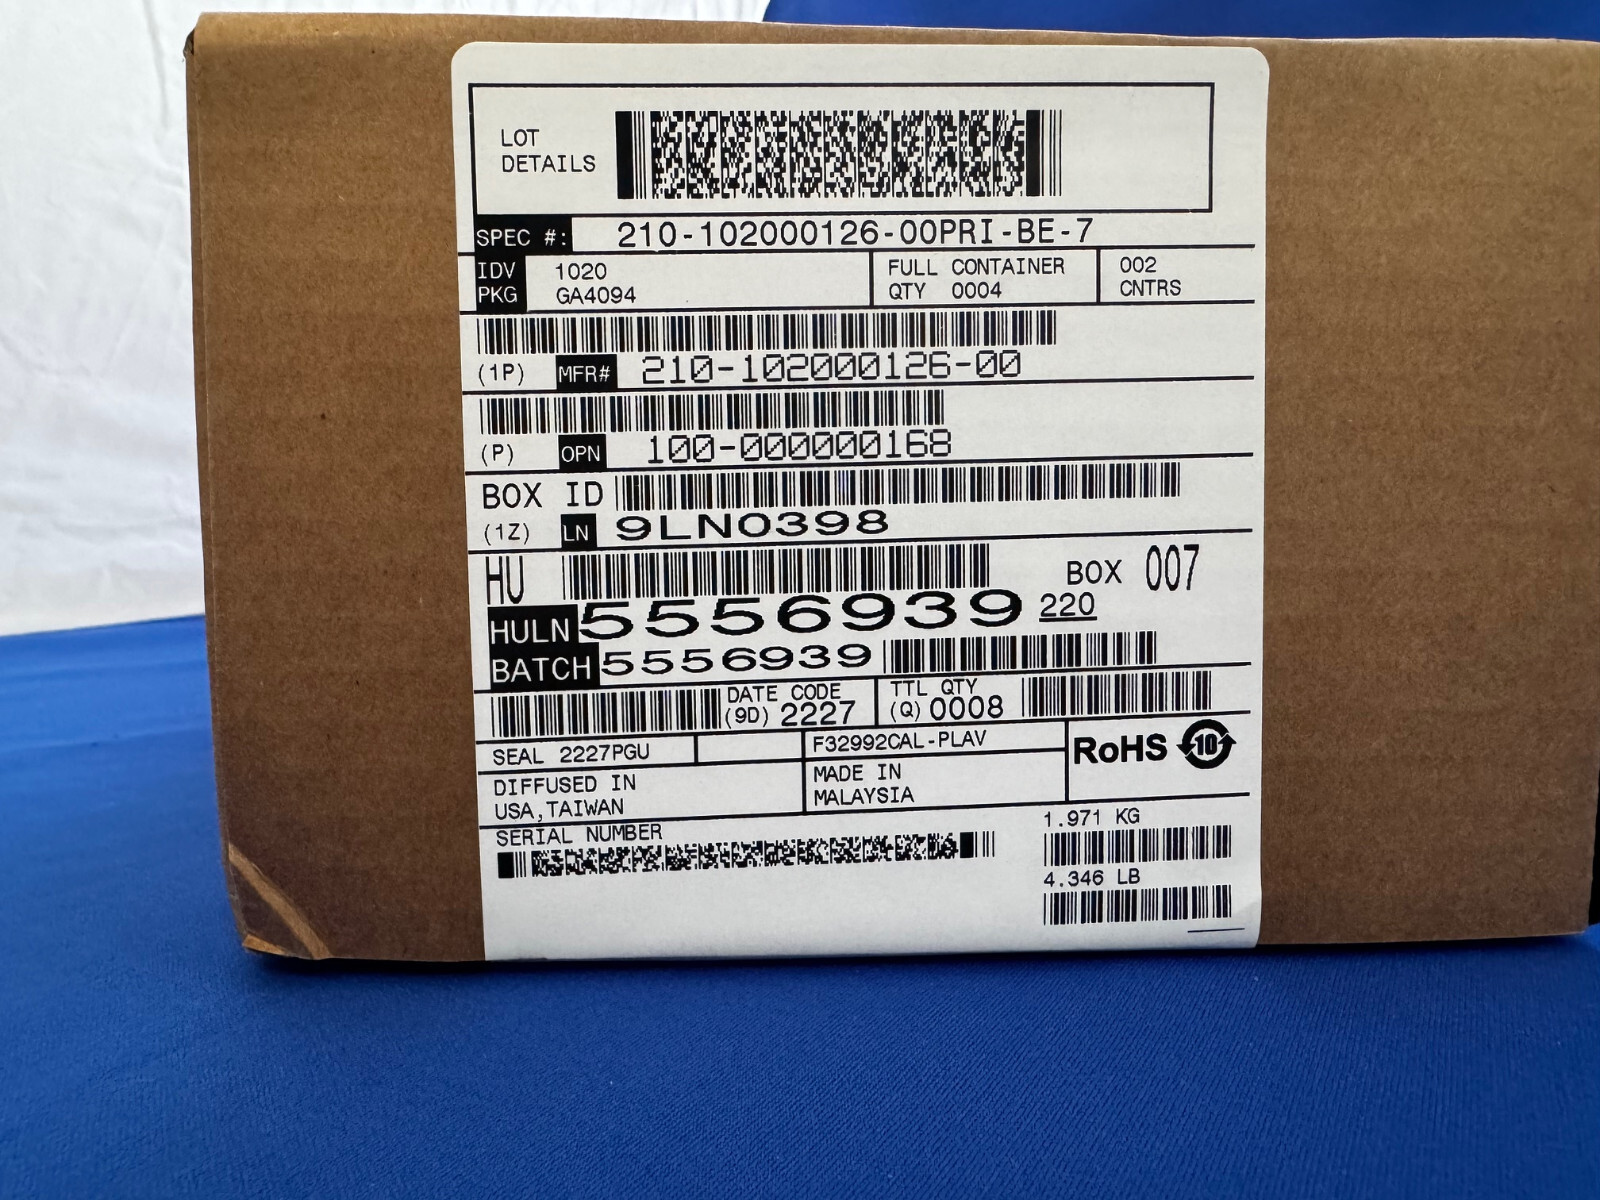 LOT
DETAILS
SPEC #: 210-102000126-00PRI-BE-7
IDV 1020
PKG GA4094
FULL CONTAINER
QTY 0004
002
CNTRS
(1P) MFR# 210-102000126-00
(P) OPN 100-000000168
BOX ID
(1Z) LN 9LN0398
HU
BOX 007
HULN 5556939 220
BATCH 5556939
DATE CODE
(9D) 2227
TTL QTY
(Q) 0008
SEAL 2227PGU
F32992CAL-PLAV
RoHS 10
DIFFUSED IN
USA,TAIWAN
MADE IN
MALAYSIA
SERIAL NUMBER
1.971 KG
4.346 LB